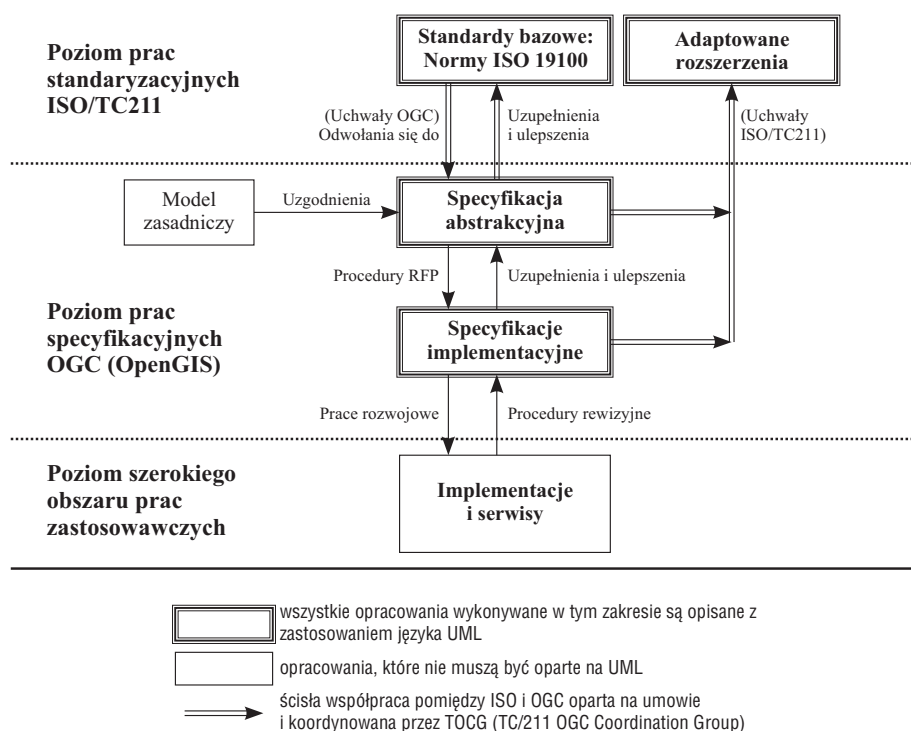 Poziom prac
standaryzacyjnych
ISO/TC211
Standardy bazowe:
Normy ISO 19100
Adaptowane
rozszerzenia
(Uchwały OGC)
Odwołania się do
Uzupełnienia
i ulepszenia
(Uchwały
ISO/TC211)
Model
zasadniczy
Uzgodnienia
Specyfikacja
abstrakcyjna
Procedury RFP
Uzupełnienia i ulepszenia
Poziom prac
specyfikacyjnych
OGC (OpenGIS)
Specyfikacje
implementacyjne
Prace rozwojowe
Procedury rewizyjne
Poziom szerokiego
obszaru prac
zastosowawczych
Implementacje
i serwisy
wszystkie opracowania wykonywane w tym zakresie są opisane z
zastosowaniem języka UML
opracowania, które nie muszą być oparte na UML
ścisła współpraca pomiędzy ISO i OGC oparta na umowie
i koordynowana przez TOCG (TC/211 OGC Coordination Group)